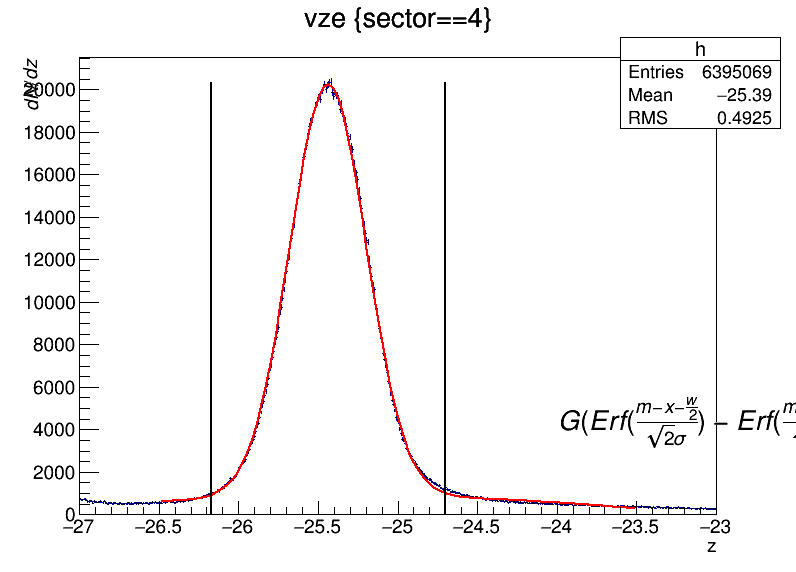 vze {sector==4}
h
Entries 6395069
Mean −25.39
RMS 0.4925
dN/dz
20000
18000
16000
14000
12000
10000
8000
6000
4000
2000
0
G(Erf((m−x−w/2)/(√2σ)) − Erf(
−27 −26.5 −26 −25.5 −25 −24.5 −24 −23.5 −23
z